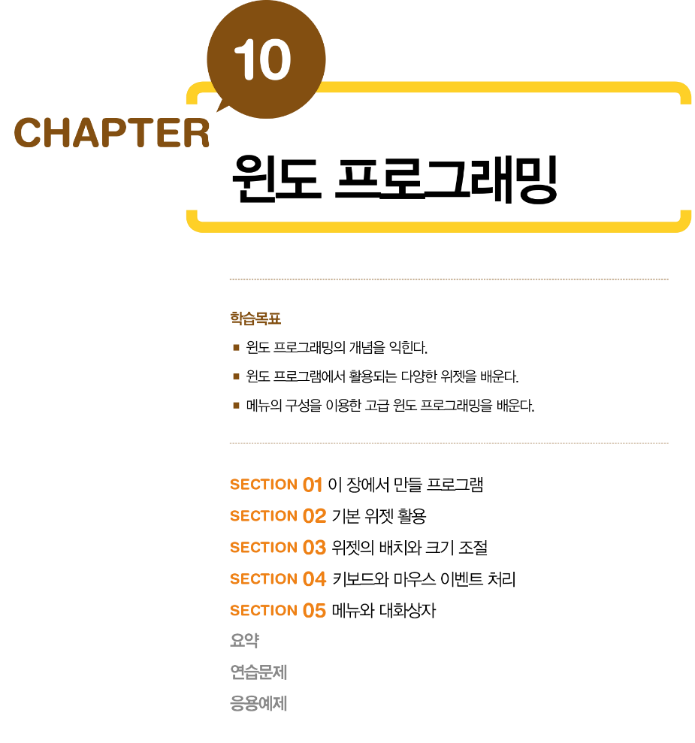 10
CHAPTER
윈도 프로그래밍
학습목표
■ 윈도 프로그래밍의 개념을 익힌다.
■ 윈도 프로그램에서 활용되는 다양한 위젯을 배운다.
■ 메뉴의 구성을 이용한 고급 윈도 프로그래밍을 배운다.
SECTION 01 이 장에서 만들 프로그램
SECTION 02 기본 위젯 활용
SECTION 03 위젯의 배치와 크기 조절
SECTION 04 키보드와 마우스 이벤트 처리
SECTION 05 메뉴와 대화상자
요약
연습문제
응용예제